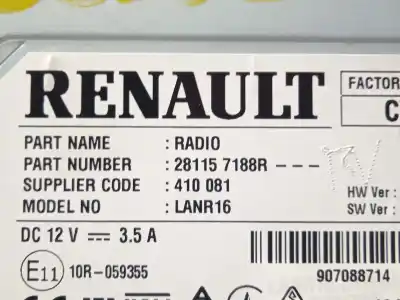 RENAULT
FACTOR
C
PART NAME : RADIO
PART NUMBER : 28115 7188R - - -
SUPPLIER CODE : 410 081
MODEL NO : LANR16
HW Ver :
SW Ver :
DC 12 V ⎓ 3.5 A
E11 10R-059355
907088714